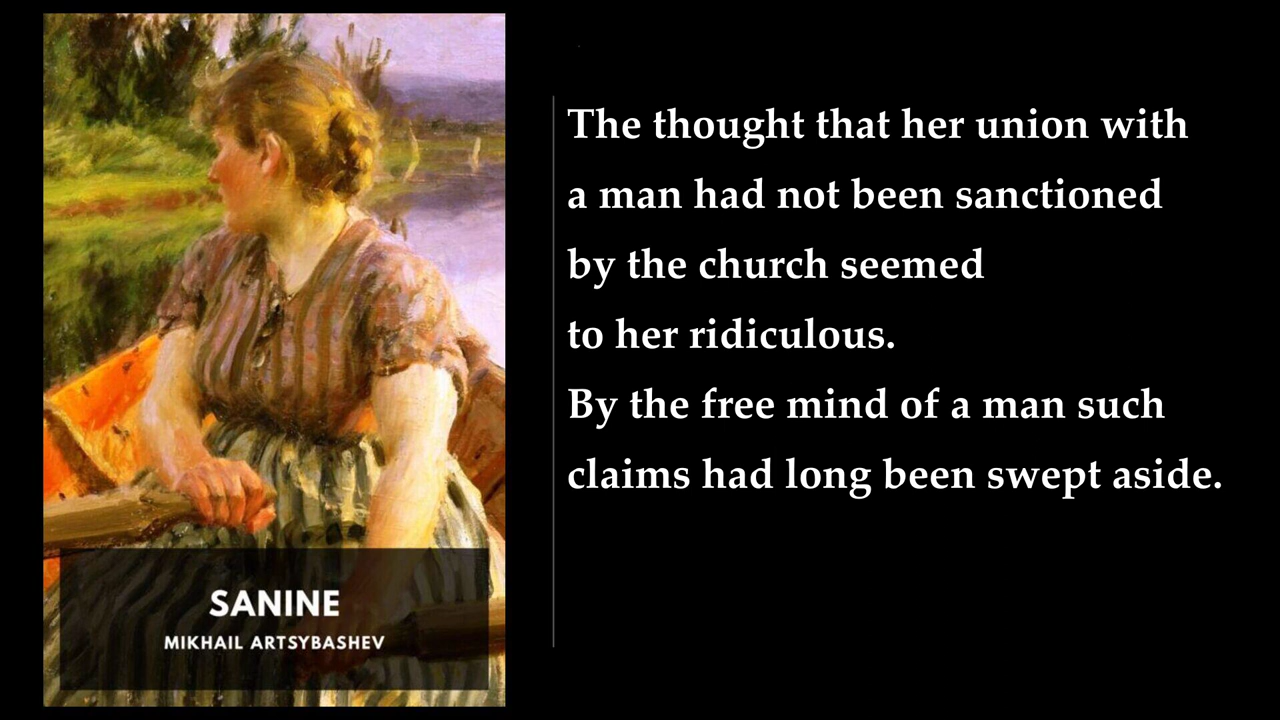 SANINE
MIKHAIL ARTSYBASHEV
The thought that her union with
a man had not been sanctioned
by the church seemed
to her ridiculous.
By the free mind of a man such
claims had long been swept aside.